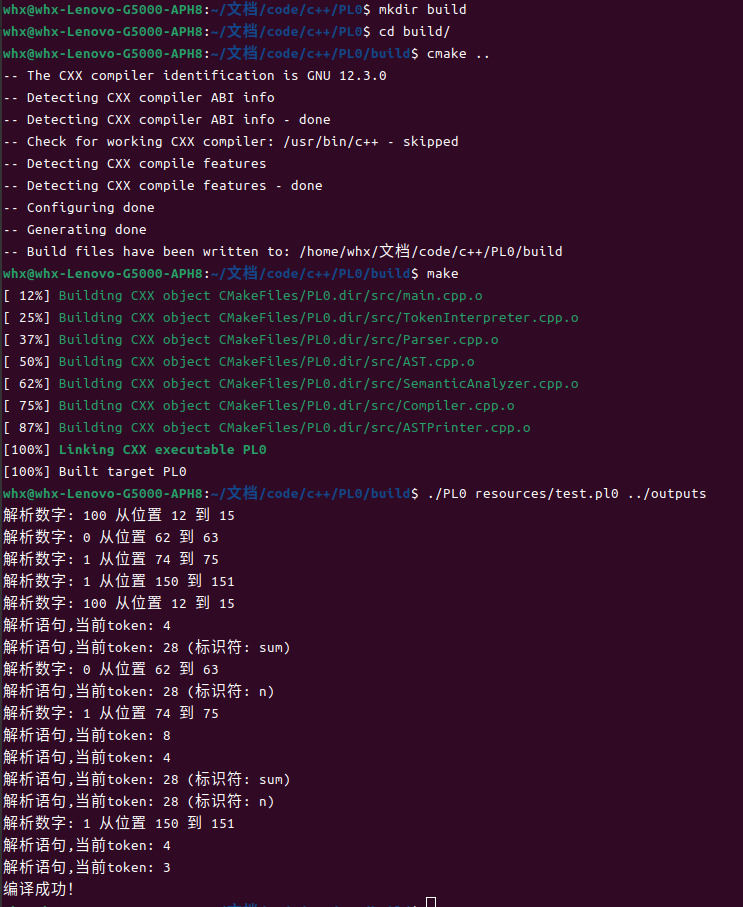 whx@whx-Lenovo-G5000-APH8:~/文档/code/c++/PL0$ mkdir build
whx@whx-Lenovo-G5000-APH8:~/文档/code/c++/PL0$ cd build/
whx@whx-Lenovo-G5000-APH8:~/文档/code/c++/PL0/build$ cmake ..
-- The CXX compiler identification is GNU 12.3.0
-- Detecting CXX compiler ABI info
-- Detecting CXX compiler ABI info - done
-- Check for working CXX compiler: /usr/bin/c++ - skipped
-- Detecting CXX compile features
-- Detecting CXX compile features - done
-- Configuring done
-- Generating done
-- Build files have been written to: /home/whx/文档/code/c++/PL0/build
whx@whx-Lenovo-G5000-APH8:~/文档/code/c++/PL0/build$ make
[ 12%] Building CXX object CMakeFiles/PL0.dir/src/main.cpp.o
[ 25%] Building CXX object CMakeFiles/PL0.dir/src/TokenInterpreter.cpp.o
[ 37%] Building CXX object CMakeFiles/PL0.dir/src/Parser.cpp.o
[ 50%] Building CXX object CMakeFiles/PL0.dir/src/AST.cpp.o
[ 62%] Building CXX object CMakeFiles/PL0.dir/src/SemanticAnalyzer.cpp.o
[ 75%] Building CXX object CMakeFiles/PL0.dir/src/Compiler.cpp.o
[ 87%] Building CXX object CMakeFiles/PL0.dir/src/ASTPrinter.cpp.o
[100%] Linking CXX executable PL0
[100%] Built target PL0
whx@whx-Lenovo-G5000-APH8:~/文档/code/c++/PL0/build$ ./PL0 resources/test.pl0 ../outputs
解析数字: 100 从位置 12 到 15
解析数字: 0 从位置 62 到 63
解析数字: 1 从位置 74 到 75
解析数字: 1 从位置 150 到 151
解析数字: 100 从位置 12 到 15
解析语句,当前token: 4
解析语句,当前token: 28 (标识符: sum)
解析数字: 0 从位置 62 到 63
解析语句,当前token: 28 (标识符: n)
解析数字: 1 从位置 74 到 75
解析语句,当前token: 8
解析语句,当前token: 4
解析语句,当前token: 28 (标识符: sum)
解析语句,当前token: 28 (标识符: n)
解析数字: 1 从位置 150 到 151
解析语句,当前token: 4
解析语句,当前token: 3
编译成功!